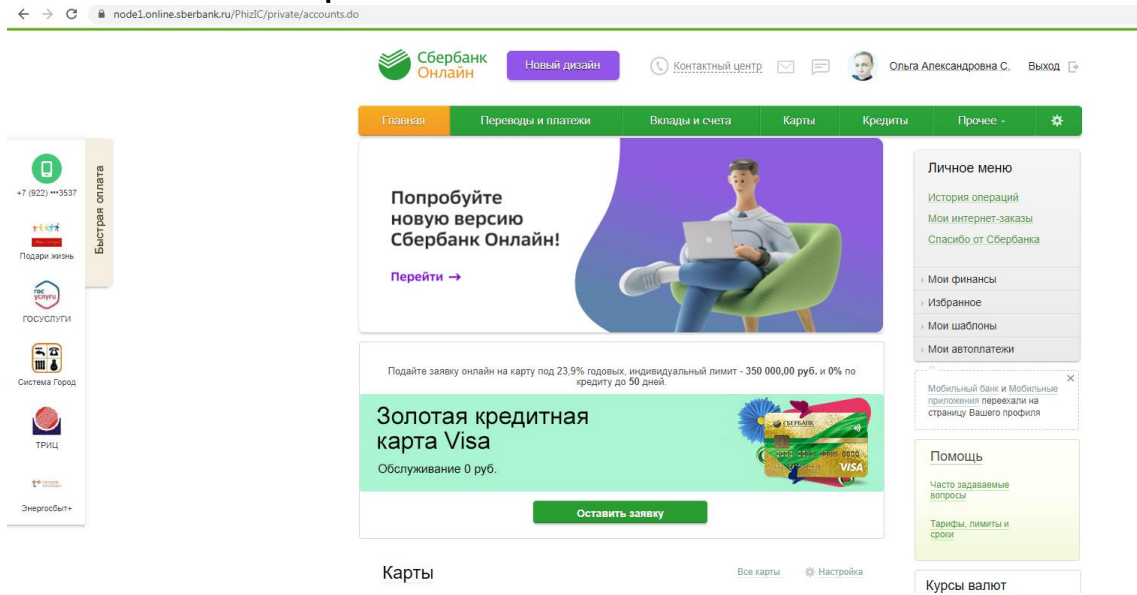 node1.online.sberbank.ru/PhizIC/private/accounts.do
Сбербанк
Онлайн
Новый дизайн
Контактный центр
Ольга Александровна С.
Выход
Главная
Переводы и платежи
Вклады и счета
Карты
Кредиты
Прочее
Быстрая оплата
+7 (922) •••3537
Подари жизнь
гос
услуги
ГОСУСЛУГИ
Система Город
ТРИЦ
Энергосбыт+
Попробуйте
новую версию
Сбербанк Онлайн!
Перейти →
Подайте заявку онлайн на карту под 23,9% годовых, индивидуальный лимит - 350 000,00 руб. и 0% по
кредиту до 50 дней.
Золотая кредитная
карта Visa
Обслуживание 0 руб.
СБЕРБАНК
VISA
Оставить заявку
Карты
Все карты
Настройка
Личное меню
История операций
Мои интернет-заказы
Спасибо от Сбербанка
Мои финансы
Избранное
Мои шаблоны
Мои автоплатежи
Мобильный банк и Мобильные
приложения переехали на
страницу Вашего профиля
Помощь
Часто задаваемые
вопросы
Тарифы, лимиты и
сроки
Курсы валют